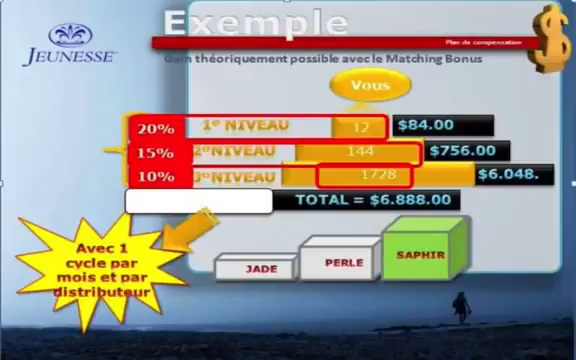 Exemple
Plan de compensation
JEUNESSE
Gain théoriquement possible avec le Matching Bonus
Vous
20% 1º NIVEAU 12 $84.00
15% 2ºNIVEAU 144 $756.00
10% 3ºNIVEAU 1728 $6.048.
TOTAL = $6.888.00
Avec 1
cycle par
mois et par
distributeur
JADE PERLE SAPHIR